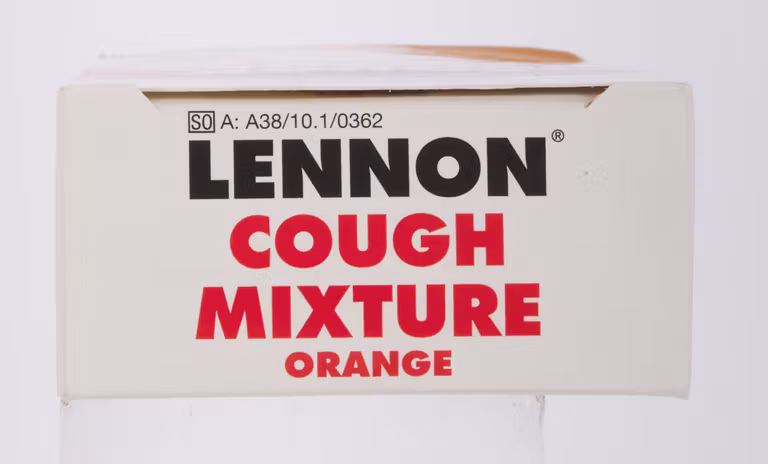 S0 A: A38/10.1/0362
LENNON®
COUGH
MIXTURE
ORANGE